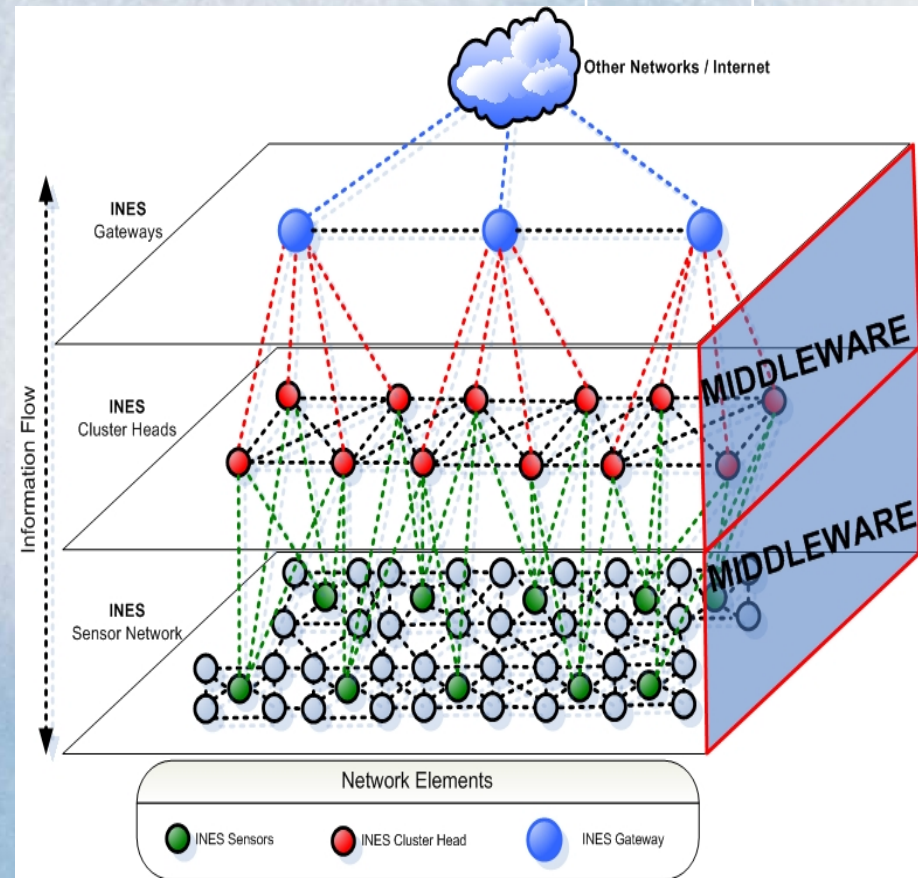 Other Networks / Internet
INES
Gateways
MIDDLEWARE
INES
Cluster Heads
Information Flow
MIDDLEWARE
INES
Sensor Network
Network Elements
INES Sensors
INES Cluster Head
INES Gateway